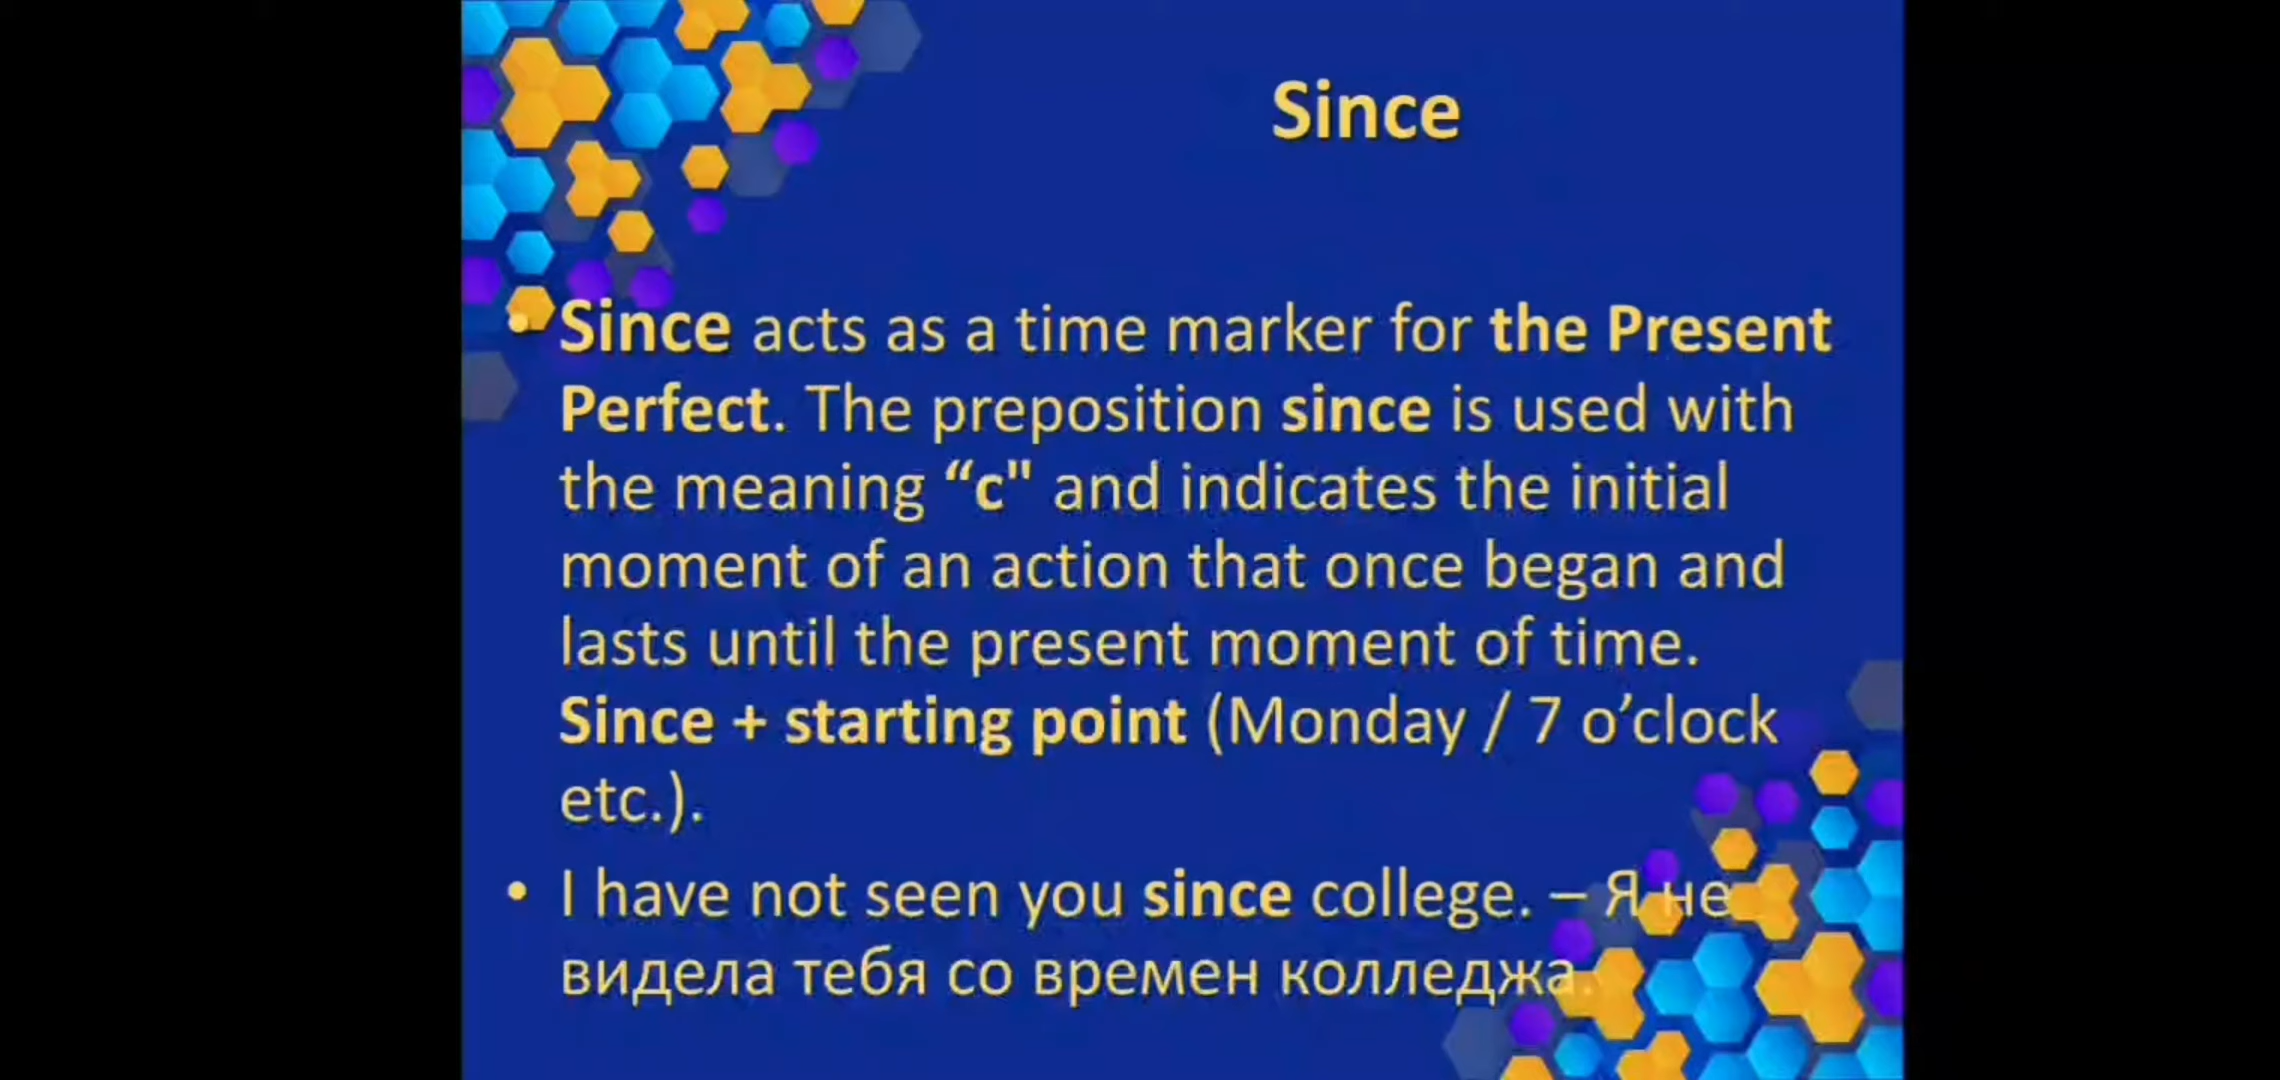 Since
• Since acts as a time marker for the Present
Perfect. The preposition since is used with
the meaning “с" and indicates the initial
moment of an action that once began and
lasts until the present moment of time.
Since + starting point (Monday / 7 o’clock
etc.).
• I have not seen you since college. – Я не
видела тебя со времен колледжа.